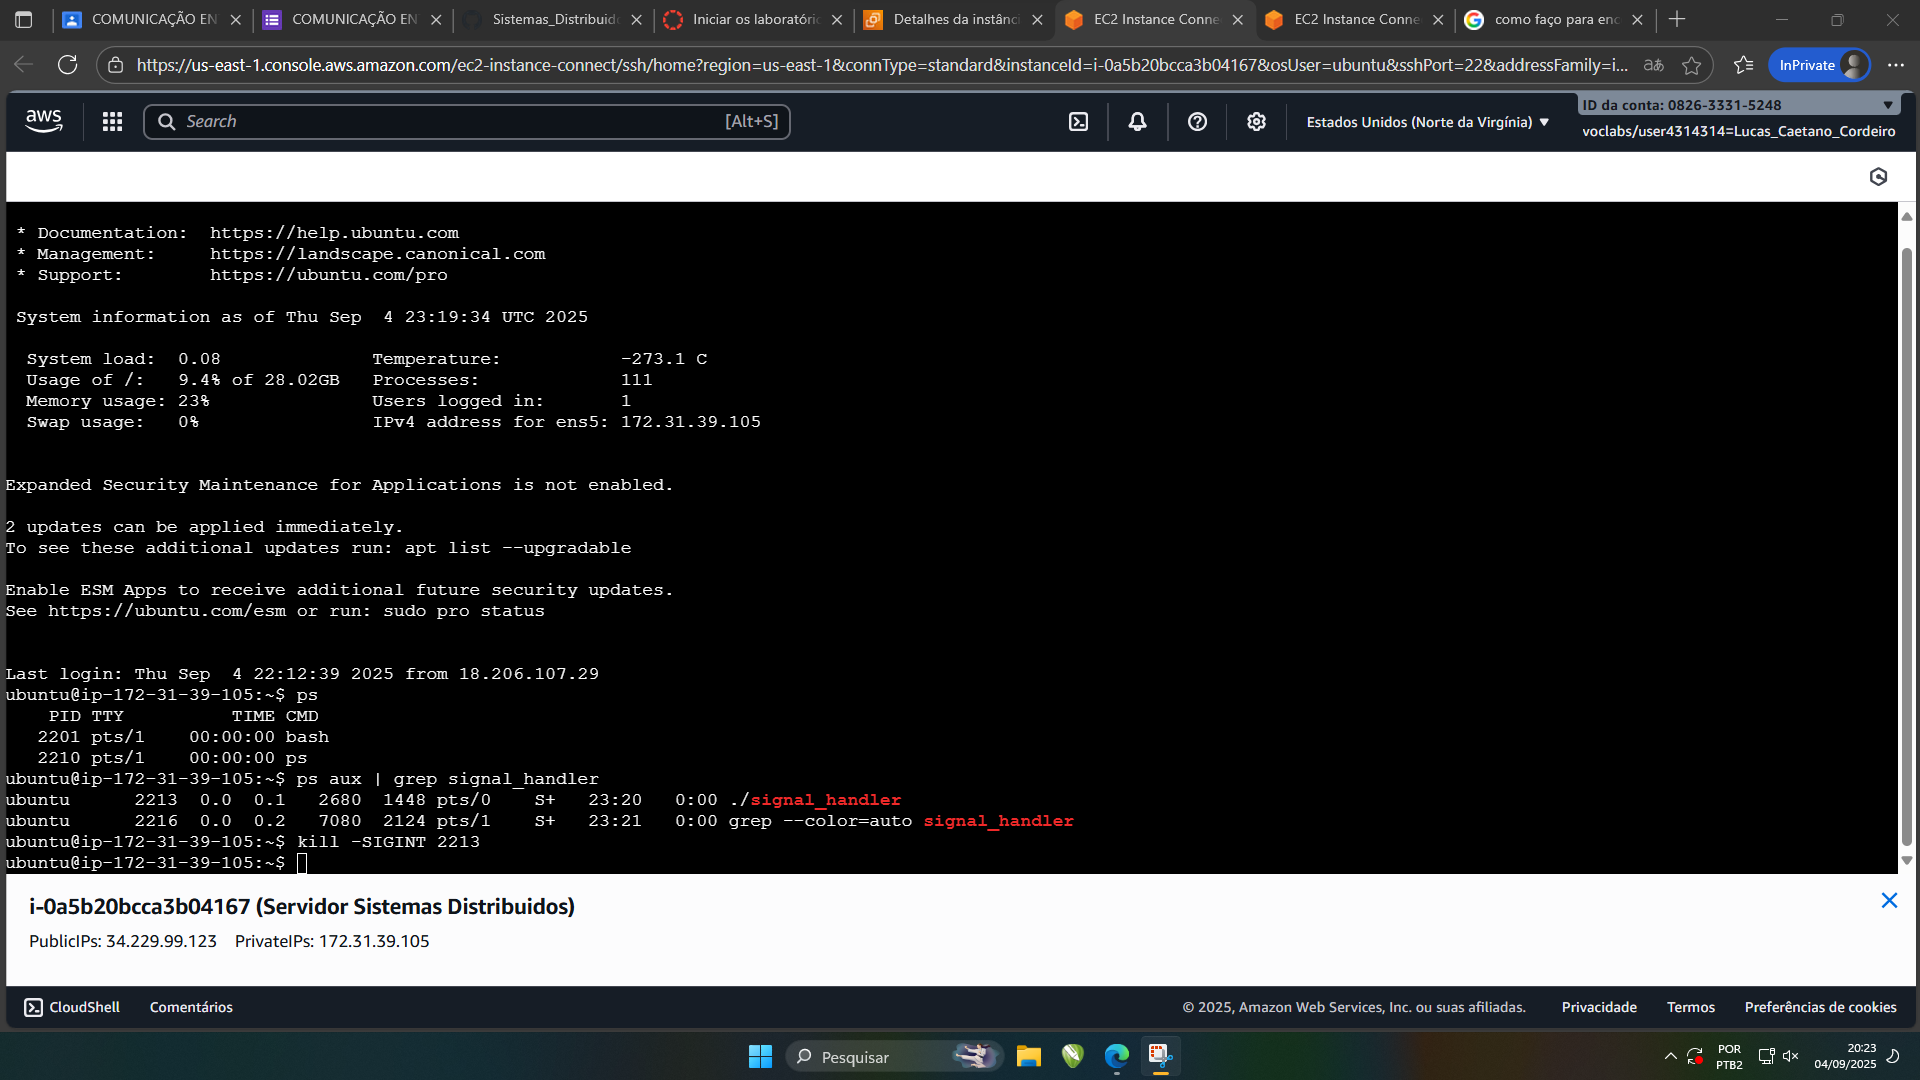 COMUNICAÇÃO EN
COMUNICAÇÃO EN
Sistemas_Distribuido
Iniciar os laboratóric
Detalhes da instânci
EC2 Instance Conne
EC2 Instance Conne
como faço para enc
https://us-east-1.console.aws.amazon.com/ec2-instance-connect/ssh/home?region=us-east-1&connType=standard&instanceId=i-0a5b20bcca3b04167&osUser=ubuntu&sshPort=22&addressFamily=i...
InPrivate
aws
Search
[Alt+S]
Estados Unidos (Norte da Virgínia)
ID da conta: 0826-3331-5248
voclabs/user4314314=Lucas_Caetano_Cordeiro
* Documentation: https://help.ubuntu.com
* Management: https://landscape.canonical.com
* Support: https://ubuntu.com/pro
System information as of Thu Sep 4 23:19:34 UTC 2025
System load: 0.08 Temperature: -273.1 C
Usage of /: 9.4% of 28.02GB Processes: 111
Memory usage: 23% Users logged in: 1
Swap usage: 0% IPv4 address for ens5: 172.31.39.105
Expanded Security Maintenance for Applications is not enabled.
2 updates can be applied immediately.
To see these additional updates run: apt list --upgradable
Enable ESM Apps to receive additional future security updates.
See https://ubuntu.com/esm or run: sudo pro status
Last login: Thu Sep 4 22:12:39 2025 from 18.206.107.29
ubuntu@ip-172-31-39-105:~$ ps
PID TTY TIME CMD
2201 pts/1 00:00:00 bash
2210 pts/1 00:00:00 ps
ubuntu@ip-172-31-39-105:~$ ps aux | grep signal_handler
ubuntu 2213 0.0 0.1 2680 1448 pts/0 S+ 23:20 0:00 ./signal_handler
ubuntu 2216 0.0 0.2 7080 2124 pts/1 S+ 23:21 0:00 grep --color=auto signal_handler
ubuntu@ip-172-31-39-105:~$ kill -SIGINT 2213
ubuntu@ip-172-31-39-105:~$
i-0a5b20bcca3b04167 (Servidor Sistemas Distribuidos)
PublicIPs: 34.229.99.123 PrivateIPs: 172.31.39.105
CloudShell
Comentários
© 2025, Amazon Web Services, Inc. ou suas afiliadas.
Privacidade
Termos
Preferências de cookies
Pesquisar
POR
PTB2
20:23
04/09/2025